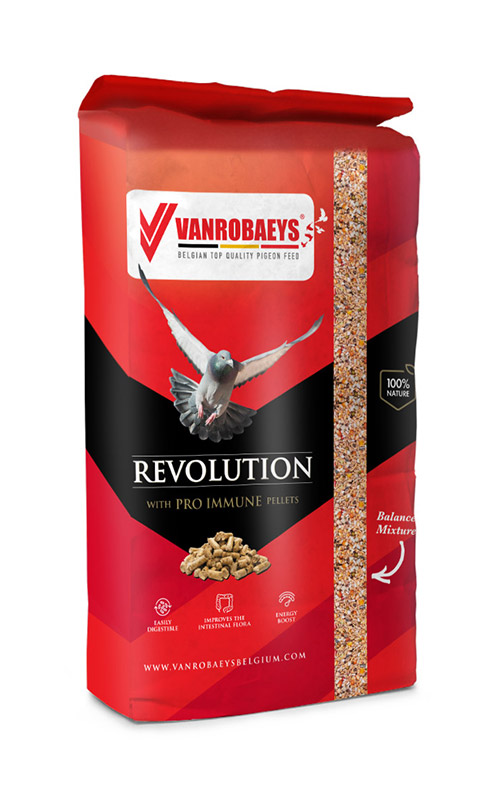 VANROBAEYS®
BELGIAN TOP QUALITY PIGEON FEED
100%
NATURE
REVOLUTION
WITH PRO IMMUNE PELLETS
Balance
Mixture
EASILY
DIGESTIBLE
IMPROVES THE
INTESTINAL FLORA
ENERGY
BOOST
WWW.VANROBAEYSBELGIUM.COM